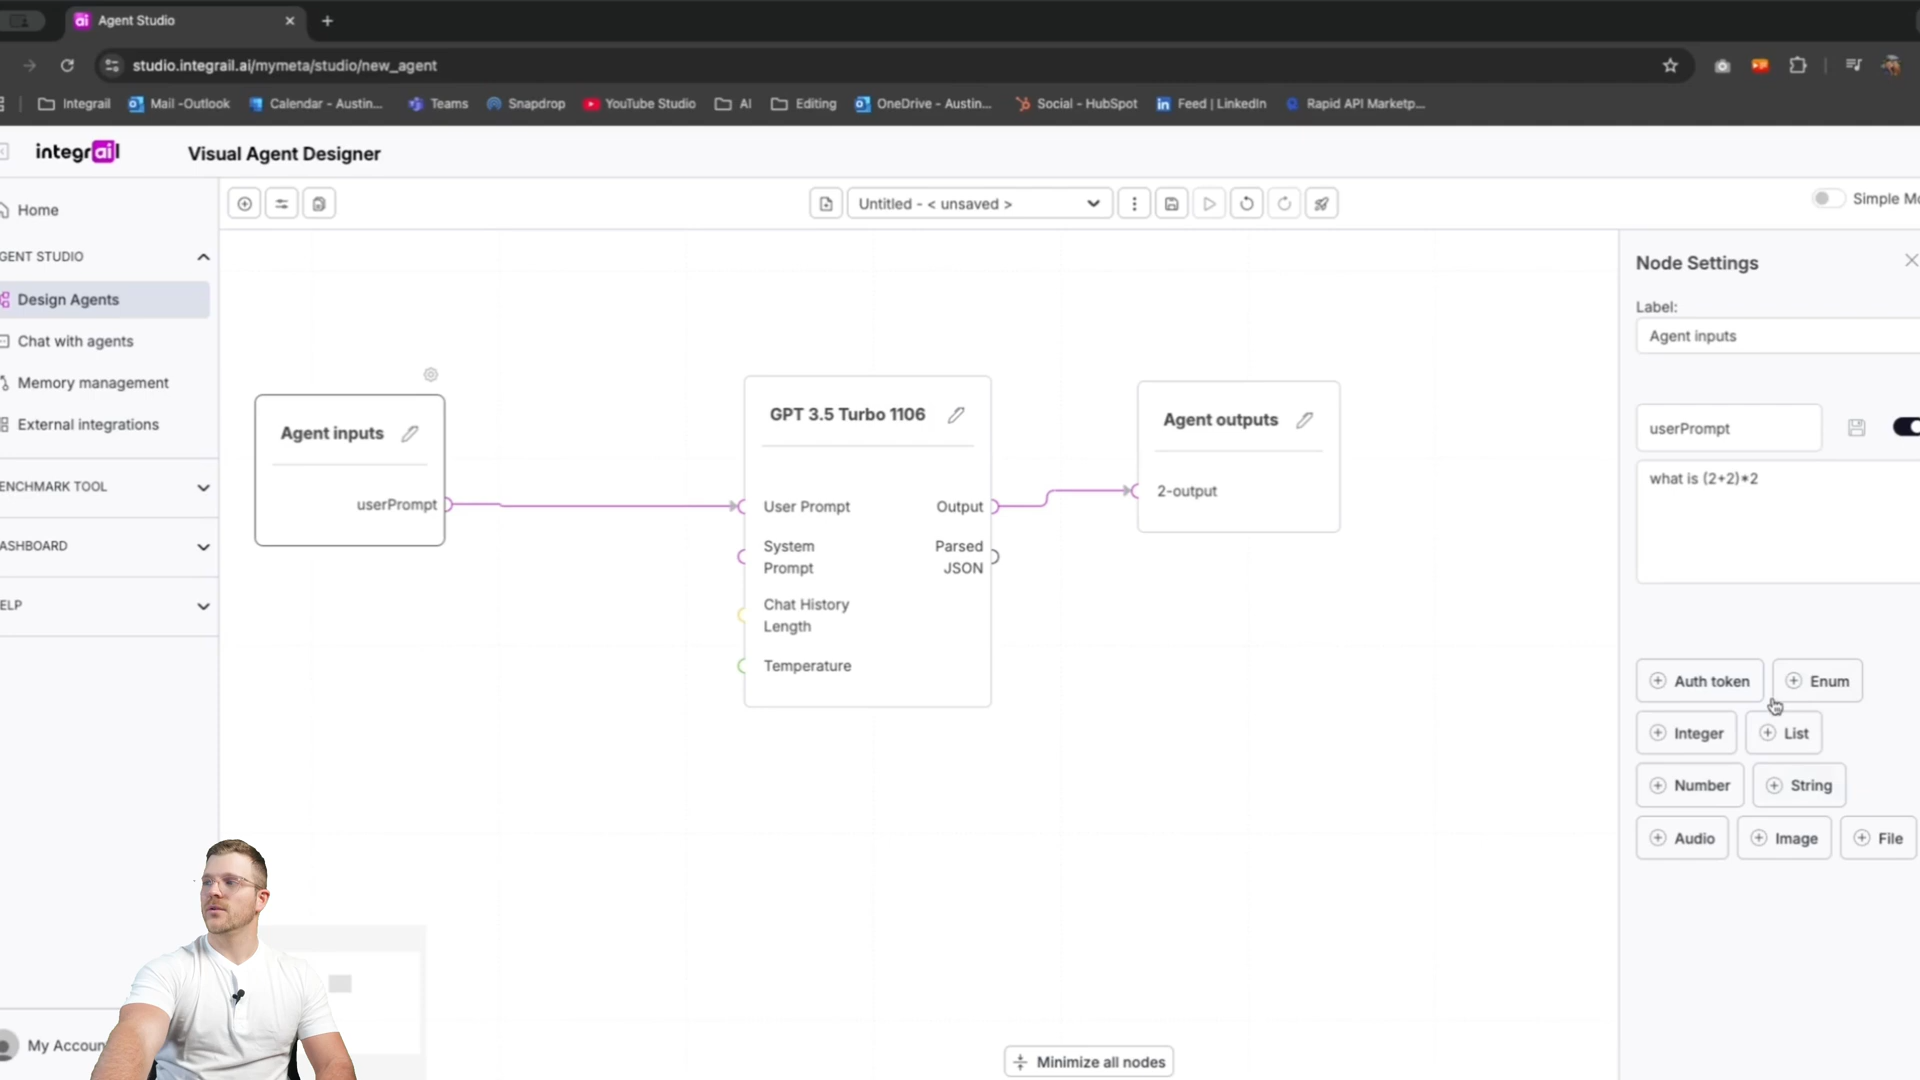 ai Agent Studio
studio.integrail.ai/mymeta/studio/new_agent
Integrail Mail -Outlook Calendar - Austin... Teams Snapdrop YouTube Studio AI Editing OneDrive - Austin... Social - HubSpot in Feed | LinkedIn Rapid API Marketp...
integrail Visual Agent Designer
Home
Untitled - < unsaved >
Simple Mo
GENT STUDIO
Design Agents
Chat with agents
Memory management
External integrations
ENCHMARK TOOL
ASHBOARD
ELP
My Accoun
Agent inputs
userPrompt
GPT 3.5 Turbo 1106
User Prompt Output
System Parsed
Prompt JSON
Chat History
Length
Temperature
Agent outputs
2-output
Minimize all nodes
Node Settings
Label:
Agent inputs
userPrompt
what is (2+2)*2
Auth token Enum
Integer List
Number String
Audio Image File